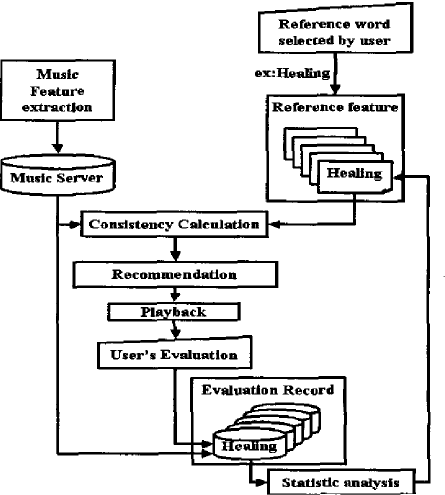 Reference word
selected by user
ex:Healing
Music
Feature
extraction
Reference feature
Healing
Music Server
Consistency Calculation
Recommendation
Playback
User's Evaluation
Evaluation Record
Healing
Statistic analysis